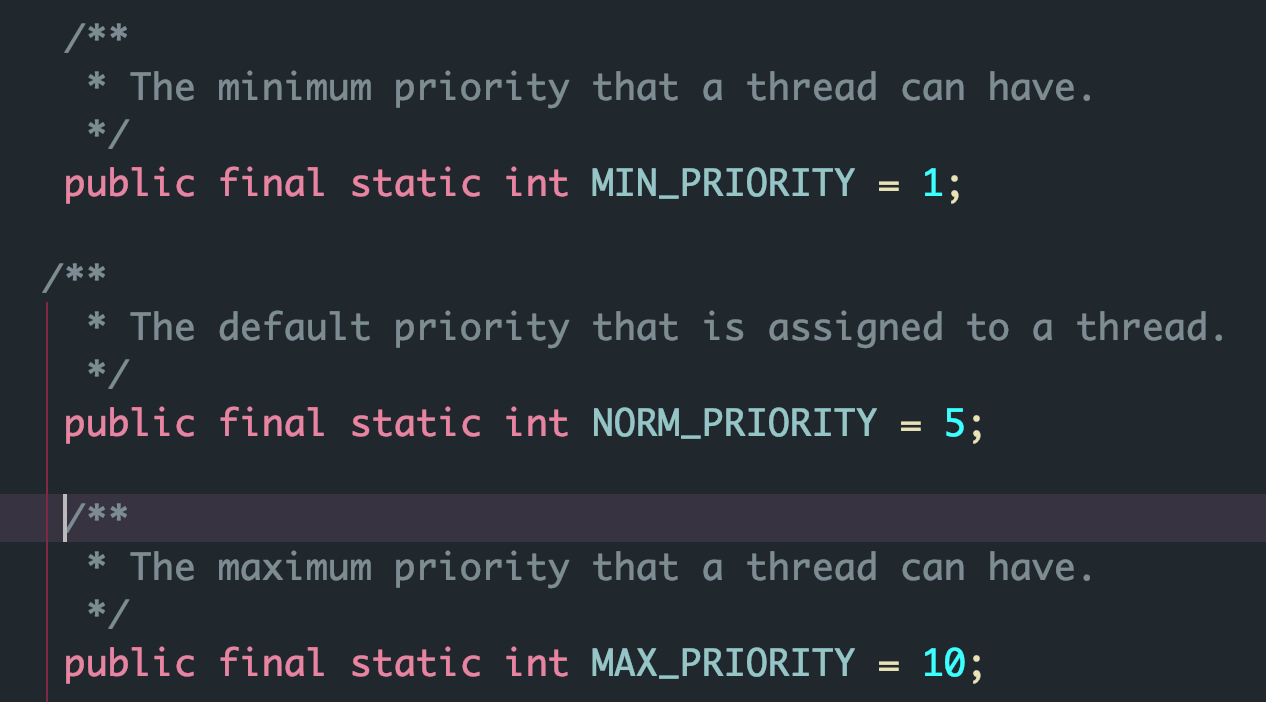 /**
* The minimum priority that a thread can have.
*/
public final static int MIN_PRIORITY = 1;
/**
* The default priority that is assigned to a thread.
*/
public final static int NORM_PRIORITY = 5;
/**
* The maximum priority that a thread can have.
*/
public final static int MAX_PRIORITY = 10;